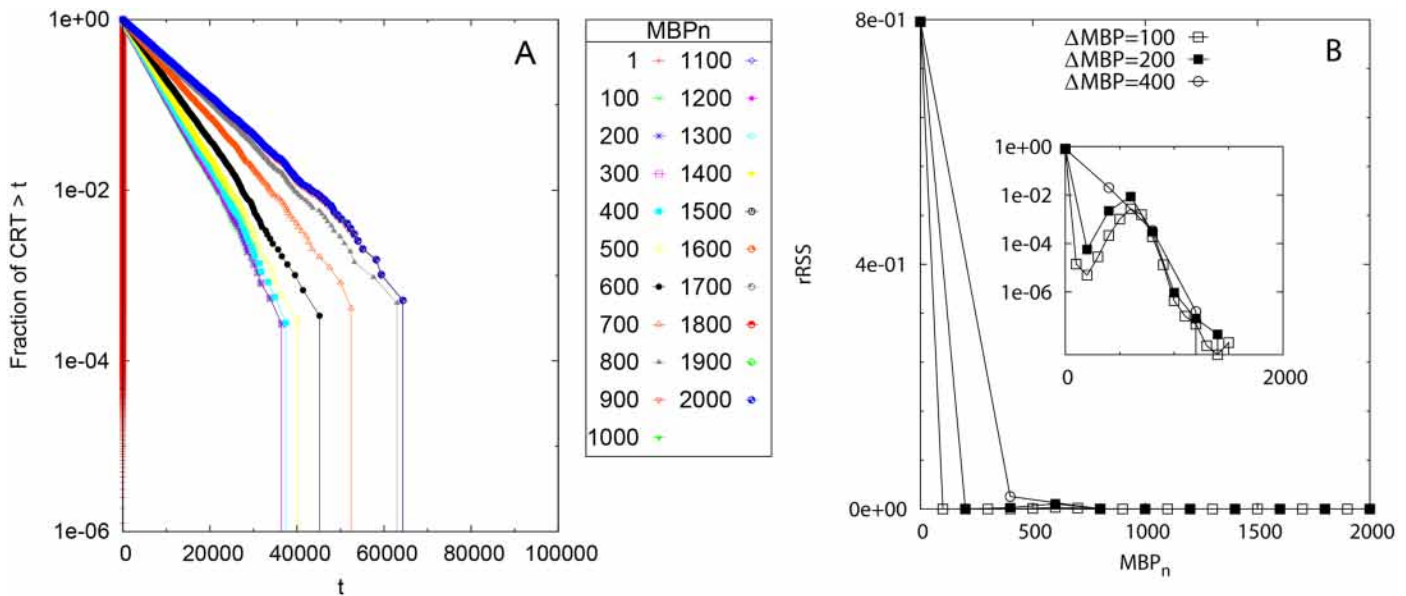 A
Fraction of CRT > t
1e+00
1e-02
1e-04
1e-06
0 20000 40000 60000 80000 100000
t
MBPn
1 1100
100 1200
200 1300
300 1400
400 1500
500 1600
600 1700
700 1800
800 1900
900 2000
1000
B
rRSS
8e-01
4e-01
0e+00
0 500 1000 1500 2000
MBPn
ΔMBP=100
ΔMBP=200
ΔMBP=400
1e+00
1e-02
1e-04
1e-06
0 2000